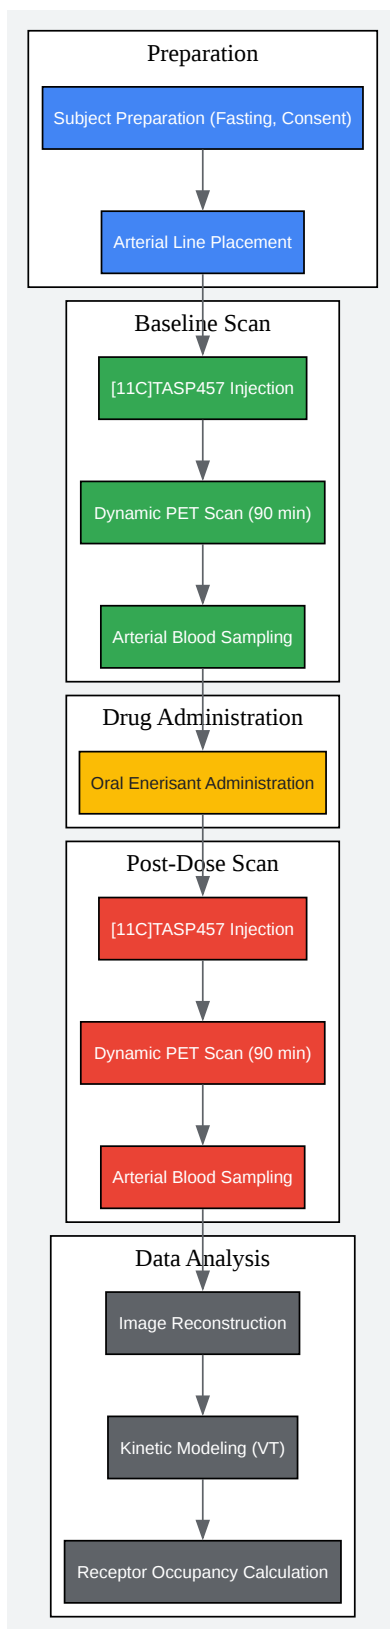 Preparation
Subject Preparation (Fasting, Consent)
Arterial Line Placement
Baseline Scan
[11C]TASP457 Injection
Dynamic PET Scan (90 min)
Arterial Blood Sampling
Drug Administration
Oral Enerisant Administration
Post-Dose Scan
[11C]TASP457 Injection
Dynamic PET Scan (90 min)
Arterial Blood Sampling
Data Analysis
Image Reconstruction
Kinetic Modeling (VT)
Receptor Occupancy Calculation